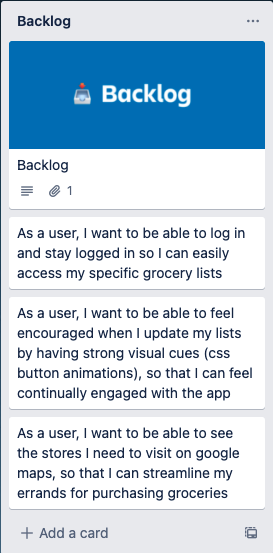 Backlog
Backlog
Backlog
1
As a user, I want to be able to log in
and stay logged in so I can easily
access my specific grocery lists
As a user, I want to be able to feel
encouraged when I update my lists
by having strong visual cues (css
button animations), so that I can feel
continually engaged with the app
As a user, I want to be able to see
the stores I need to visit on google
maps, so that I can streamline my
errands for purchasing groceries
+ Add a card